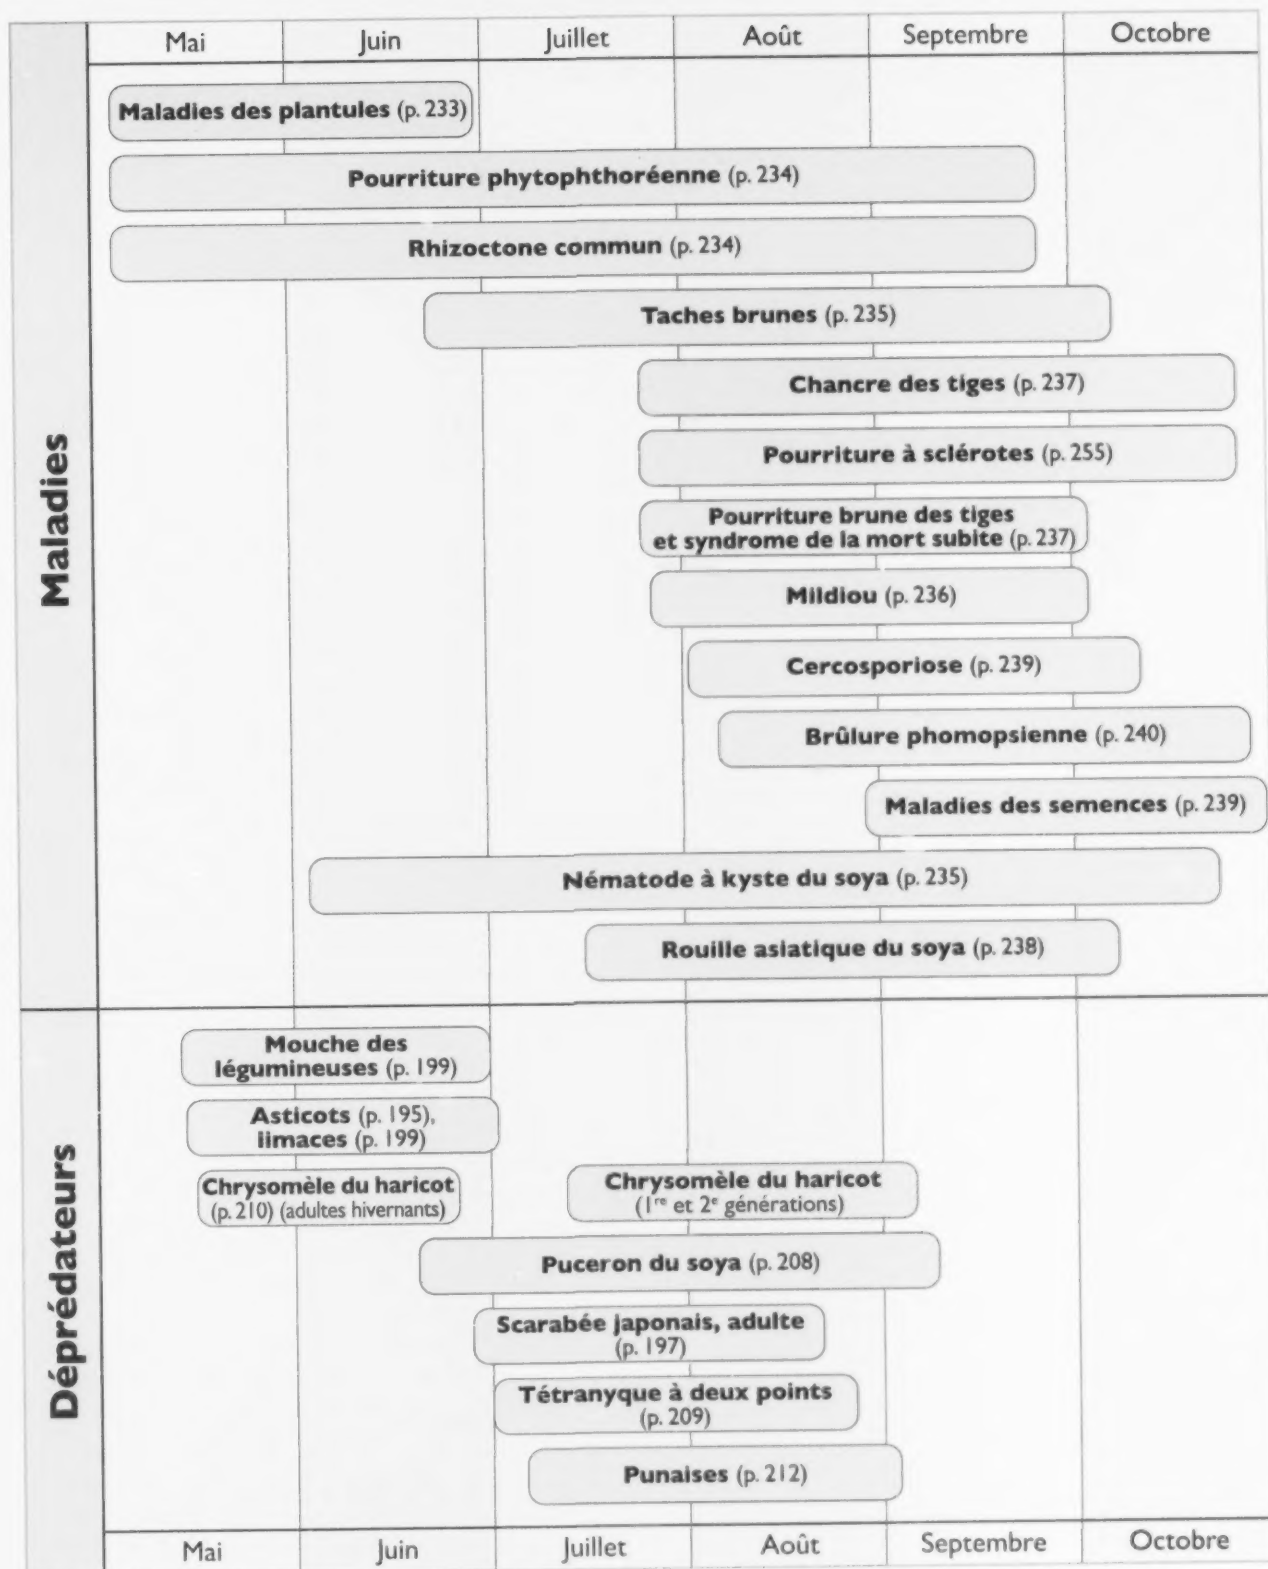 Mai Juin Juillet Août Septembre Octobre
Maladies
Maladies des plantules (p. 233)
Pourriture phytophthoréenne (p. 234)
Rhizoctone commun (p. 234)
Taches brunes (p. 235)
Chancre des tiges (p. 237)
Pourriture à sclérotes (p. 255)
Pourriture brune des tiges
et syndrome de la mort subite (p. 237)
Mildiou (p. 236)
Cercosporiose (p. 239)
Brûlure phomopsienne (p. 240)
Maladies des semences (p. 239)
Nématode à kyste du soya (p. 235)
Rouille asiatique du soya (p. 238)
Déprédateurs
Mouche des
légumineuses (p. 199)
Asticots (p. 195),
limaces (p. 199)
Chrysomèle du haricot
(p. 210) (adultes hivernants)
Chrysomèle du haricot
(1re et 2e générations)
Puceron du soya (p. 208)
Scarabée japonais, adulte
(p. 197)
Tétranyque à deux points
(p. 209)
Punaises (p. 212)
Mai Juin Juillet Août Septembre Octobre